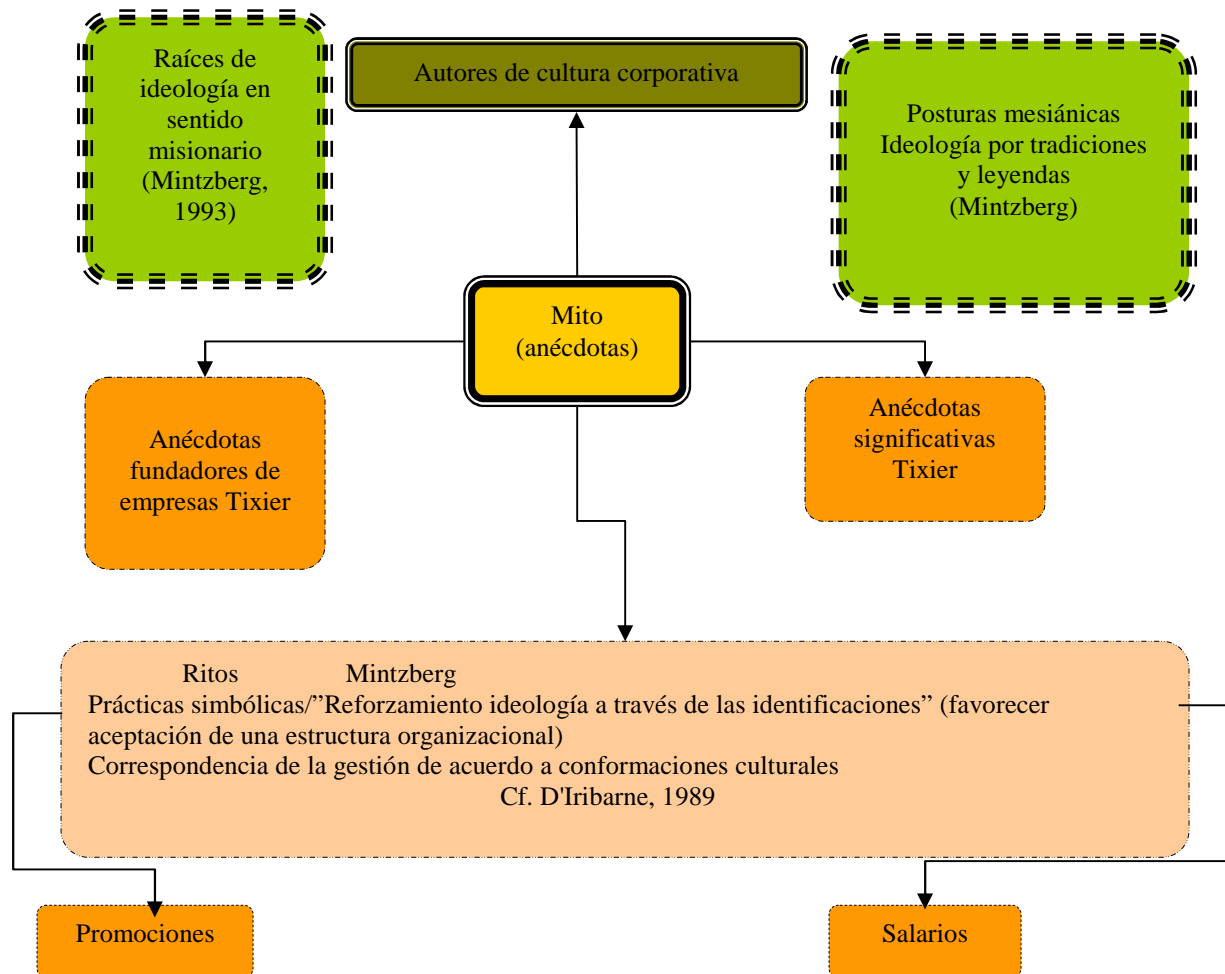 Raíces de
ideología en
sentido
misionario
(Mintzberg,
1993)
Autores de cultura corporativa
Posturas mesiánicas
Ideología por tradiciones
y leyendas
(Mintzberg)
Mito
(anécdotas)
Anécdotas
fundadores de
empresas Tixier
Anécdotas
significativas
Tixier
Ritos Mintzberg
Prácticas simbólicas/”Reforzamiento ideología a través de las identificaciones” (favorecer
aceptación de una estructura organizacional)
Correspondencia de la gestión de acuerdo a conformaciones culturales
Cf. D'Iribarne, 1989
Promociones
Salarios